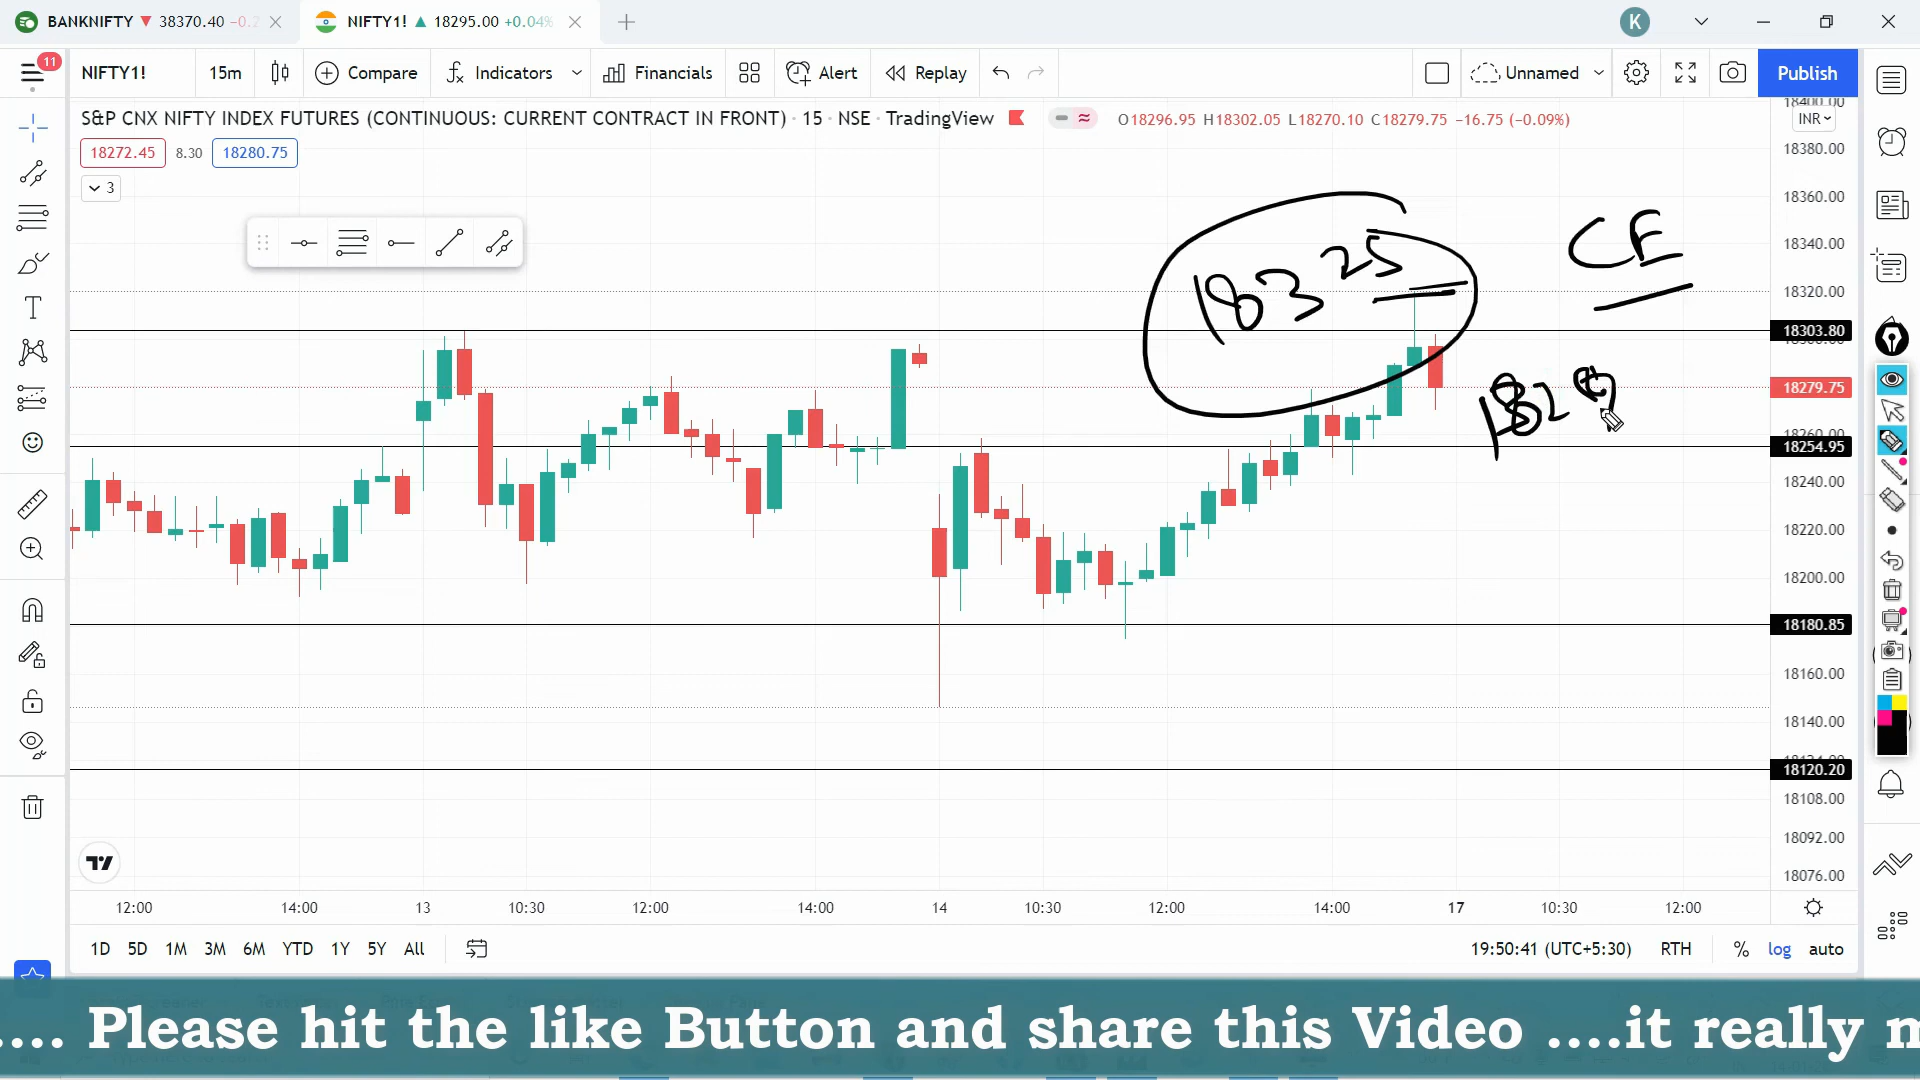 BANKNIFTY ▼ 38370.40 −0.2
NIFTY1! ▲ 18295.00 +0.04%
K
11
NIFTY1! 15m Compare Indicators Financials Alert Replay Unnamed Publish
S&P CNX NIFTY INDEX FUTURES (CONTINUOUS: CURRENT CONTRACT IN FRONT) · 15 · NSE · TradingView O18296.95 H18302.05 L18270.10 C18279.75 −16.75 (−0.09%)
INR
18272.45 8.30 18280.75
3
18325
CE
18400.00
18380.00
18360.00
18340.00
18320.00
18303.80
18279.75
18260.00
18254.95
18240.00
18220.00
18200.00
18180.85
18160.00
18140.00
18120.20
18108.00
18092.00
18076.00
12:00 14:00 13 10:30 12:00 14:00 14 10:30 12:00 14:00 17 10:30 12:00
1D 5D 1M 3M 6M YTD 1Y 5Y All 19:50:41 (UTC+5:30) RTH % log auto
.... Please hit the like Button and share this Video ....it really m